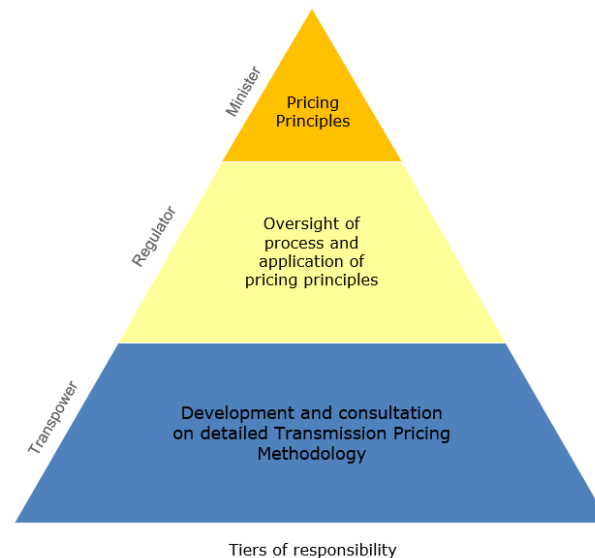 Minister
Pricing
Principles
Regulator
Oversight of
process and
application of
pricing principles
Transpower
Development and consultation
on detailed Transmission Pricing
Methodology
Tiers of responsibility